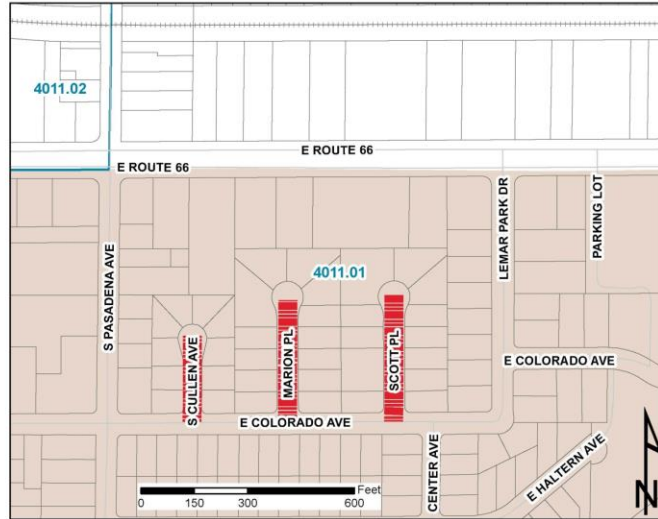 4011.02
E ROUTE 66
E ROUTE 66
S PASADENA AVE
LEMAR PARK DR
PARKING LOT
4011.01
S CULLEN AVE
MARION PL
SCOTT PL
E COLORADO AVE
E COLORADO AVE
CENTER AVE
E HALTERN AVE
Feet
0 150 300 600
N